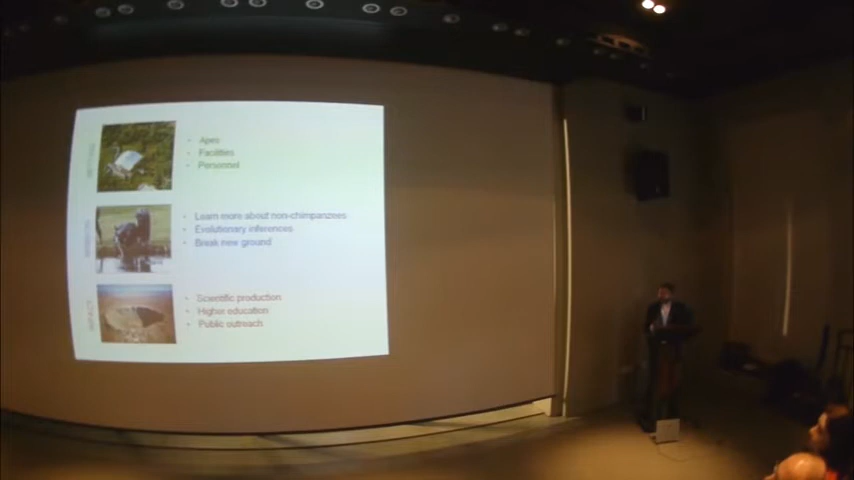 • Apes
• Facilities
• Personnel
• Learn more about non-chimpanzees
• Evolutionary inferences
• Break new ground
IMPACT
• Scientific production
• Higher education
• Public outreach